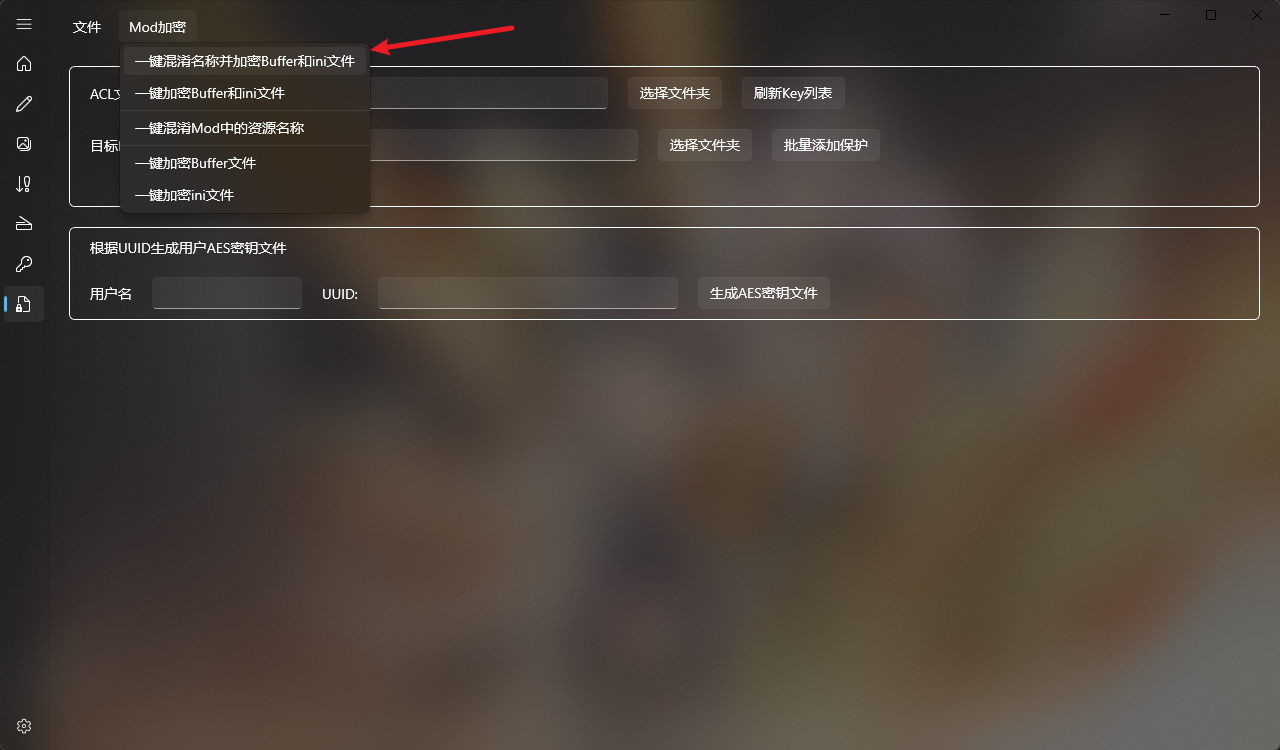 文件 Mod加密
一键混淆名称并加密Buffer和ini文件
一键加密Buffer和ini文件
一键混淆Mod中的资源名称
一键加密Buffer文件
一键加密ini文件
ACL
选择文件夹 刷新Key列表
目标
选择文件夹 批量添加保护
根据UUID生成用户AES密钥文件
用户名 UUID: 生成AES密钥文件